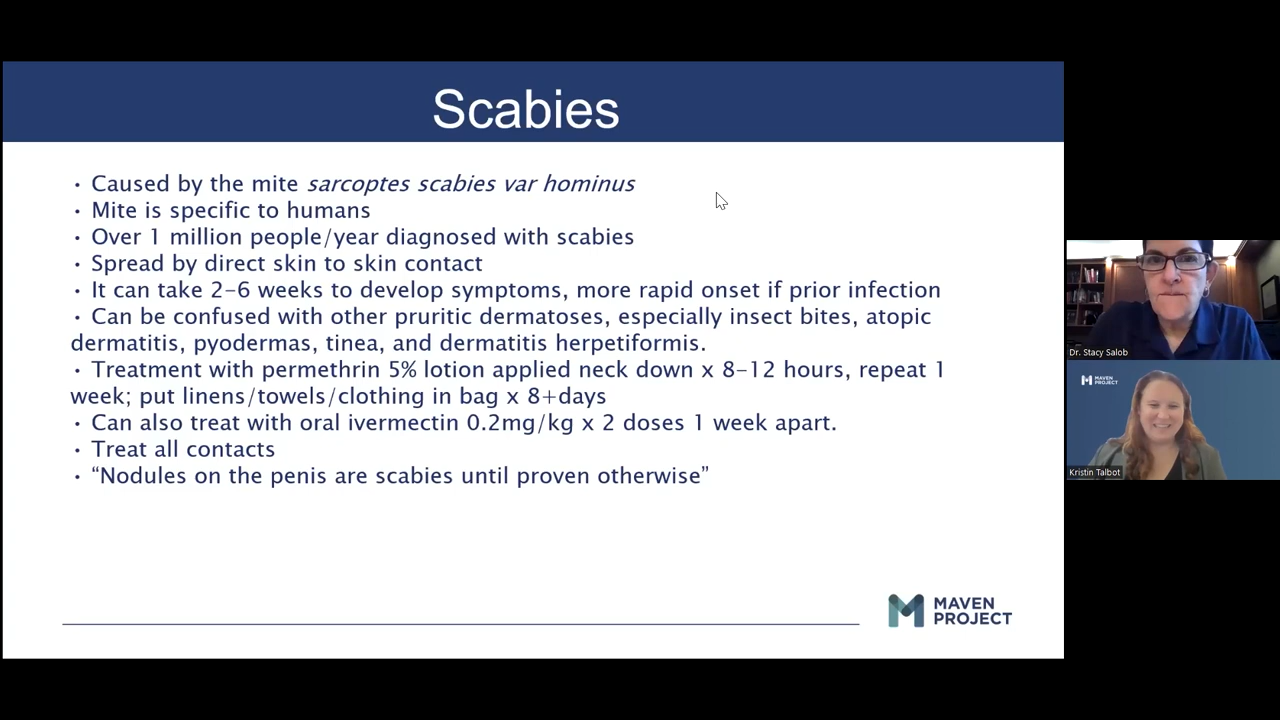 Scabies
• Caused by the mite sarcoptes scabies var hominus
• Mite is specific to humans
• Over 1 million people/year diagnosed with scabies
• Spread by direct skin to skin contact
• It can take 2-6 weeks to develop symptoms, more rapid onset if prior infection
• Can be confused with other pruritic dermatoses, especially insect bites, atopic
dermatitis, pyodermas, tinea, and dermatitis herpetiformis.
• Treatment with permethrin 5% lotion applied neck down x 8-12 hours, repeat 1
week; put linens/towels/clothing in bag x 8+days
• Can also treat with oral ivermectin 0.2mg/kg x 2 doses 1 week apart.
• Treat all contacts
• “Nodules on the penis are scabies until proven otherwise”
MAVEN
PROJECT
Dr. Stacy Salob
MAVEN
PROJECT
Kristin Talbot